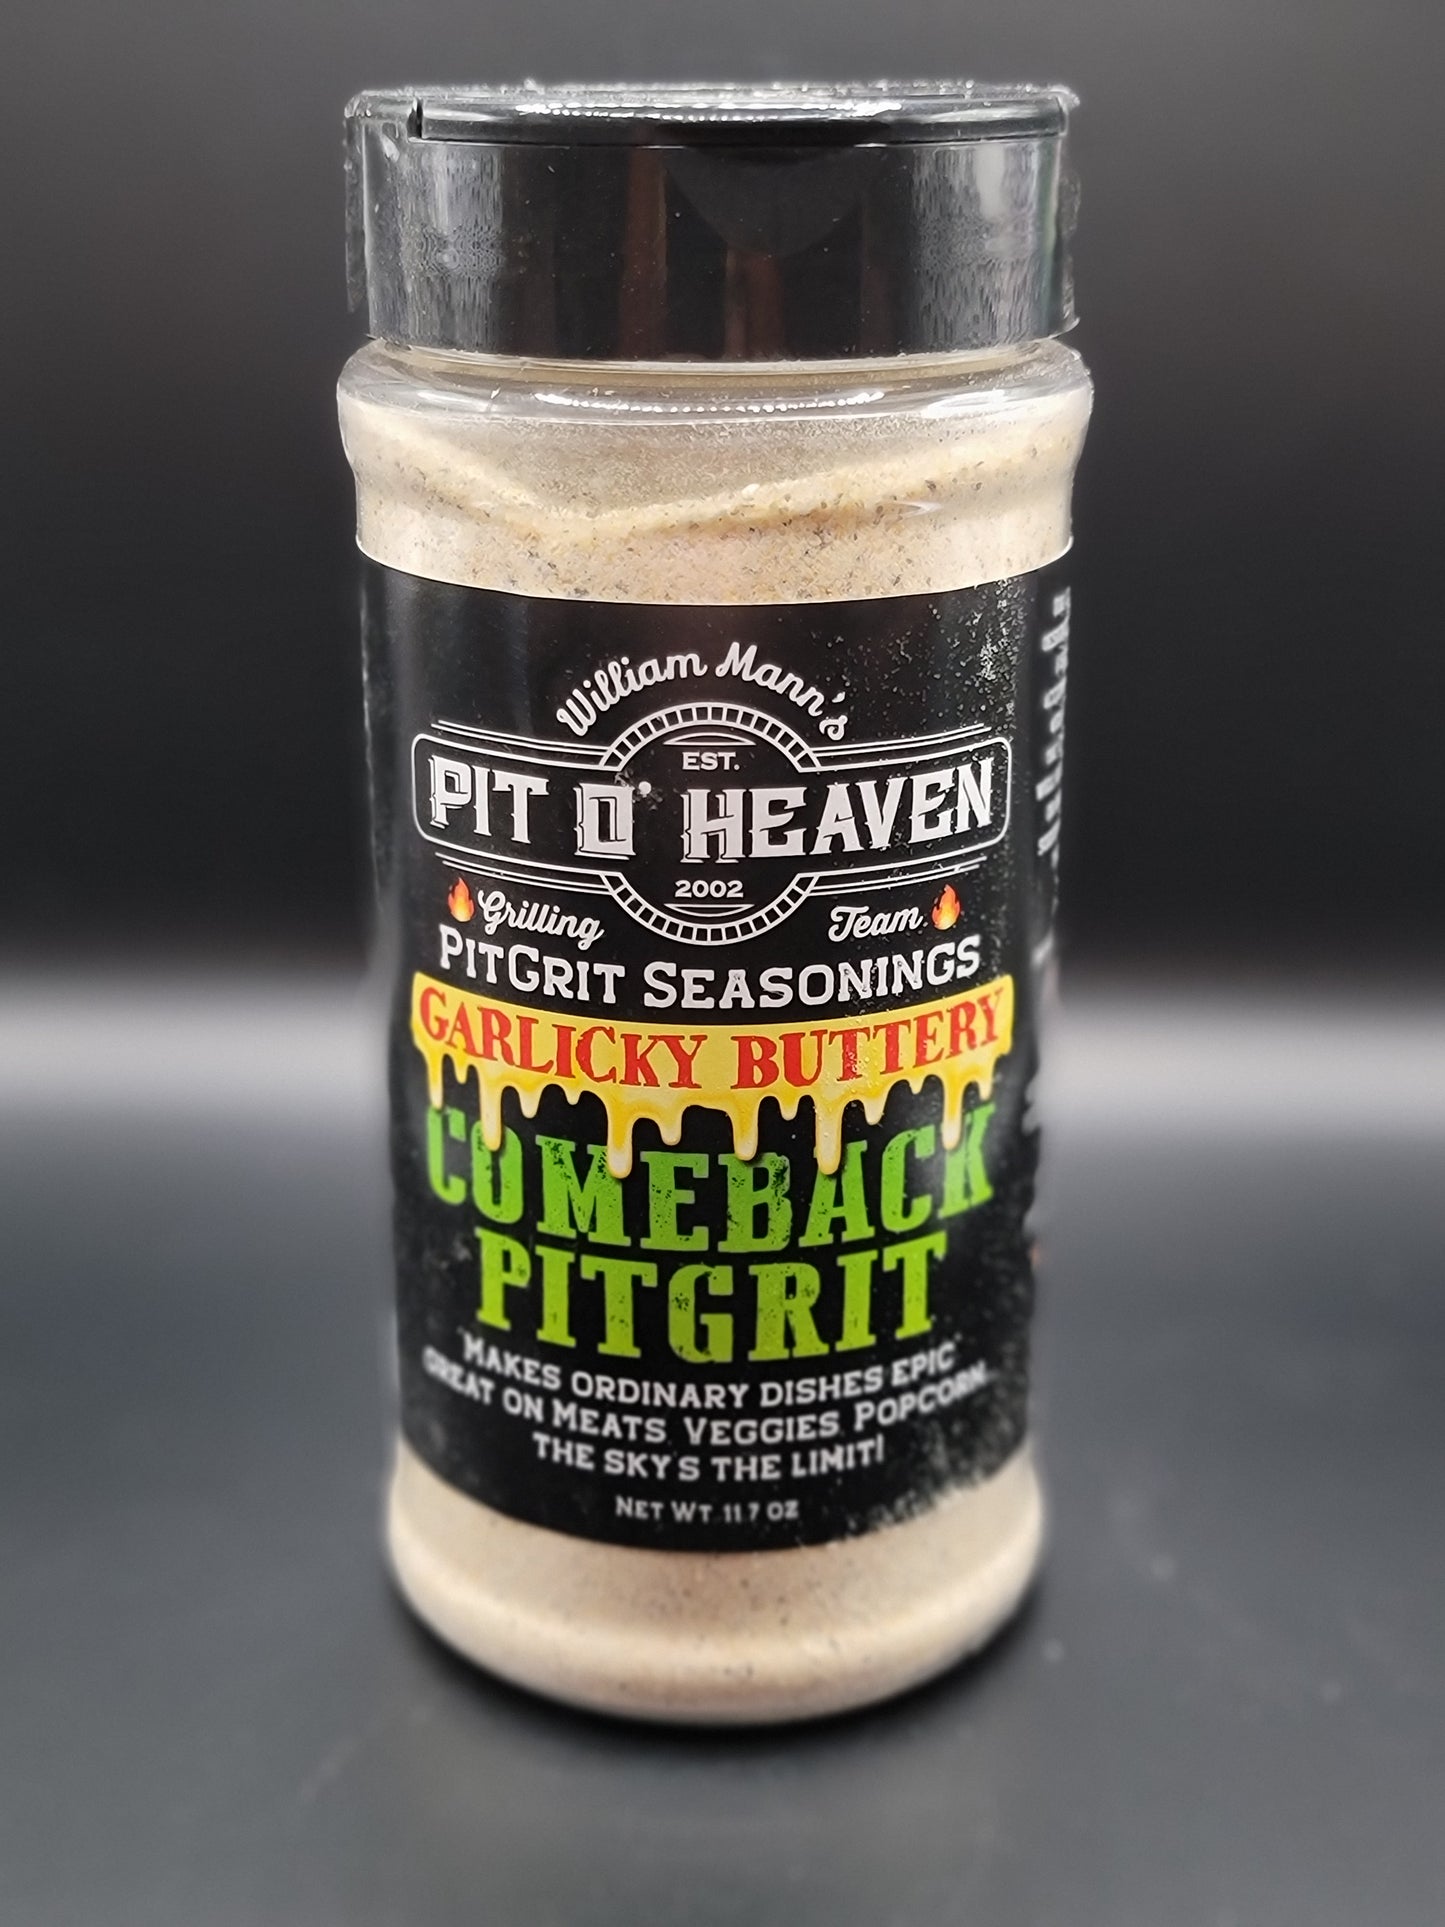 William Mann's
EST.
PIT O' HEAVEN
2002
Grilling Team
PITGRIT SEASONINGS
GARLICKY BUTTERY
COMEBACK
PITGRIT
MAKES ORDINARY DISHES EPIC
GREAT ON MEATS VEGGIES POPCORN
THE SKY'S THE LIMIT!
NET WT. 11.7 OZ